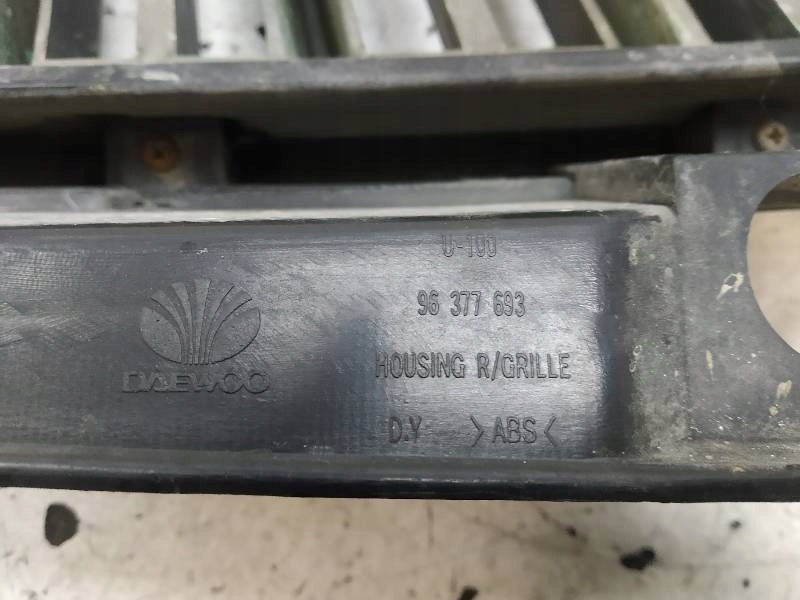 U-100
96 377 693
DAEWOO
HOUSING R/GRILLE
D.Y >ABS<